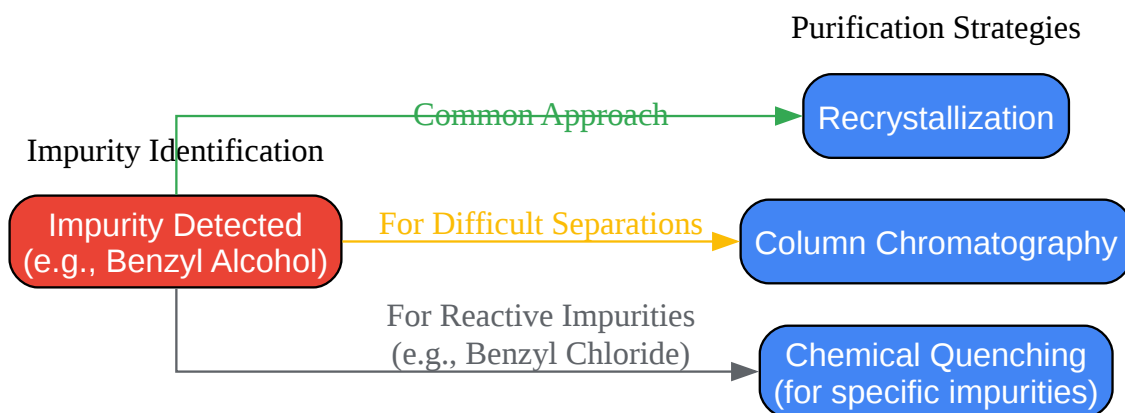 Purification Strategies
Common Approach
Recrystallization
Impurity Identification
Impurity Detected
(e.g., Benzyl Alcohol)
For Difficult Separations
Column Chromatography
For Reactive Impurities
(e.g., Benzyl Chloride)
Chemical Quenching
(for specific impurities)